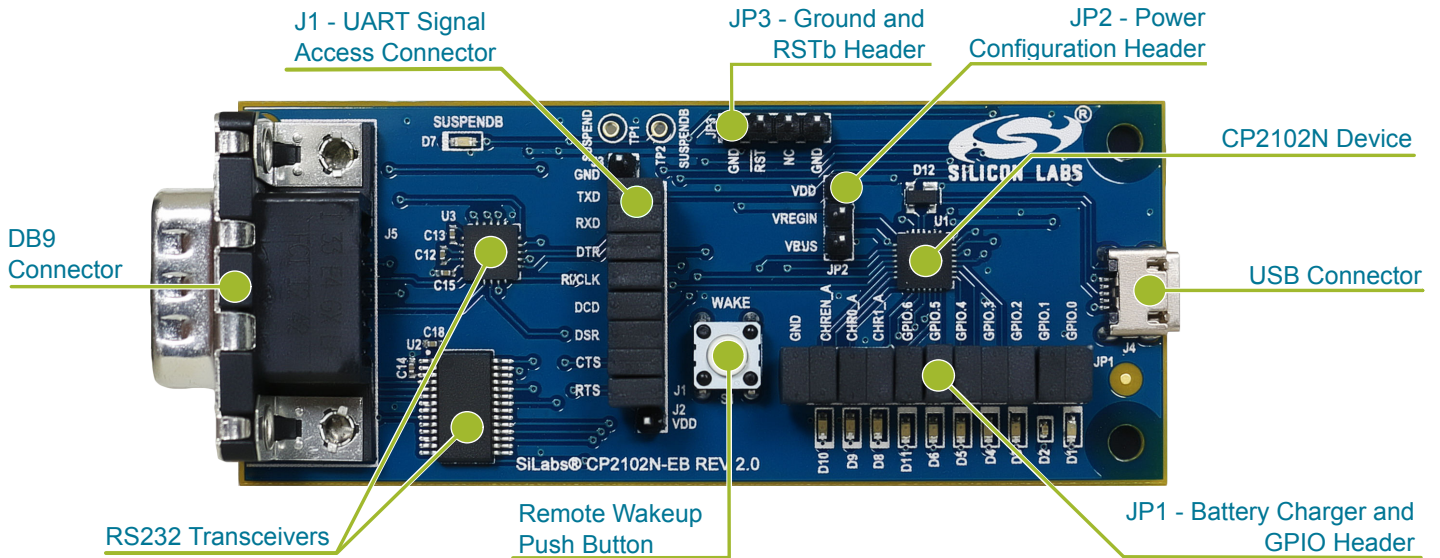 J1 - UART Signal
Access Connector
JP3 - Ground and
RSTb Header
JP2 - Power
Configuration Header
CP2102N Device
USB Connector
JP1 - Battery Charger and
GPIO Header
Remote Wakeup
Push Button
RS232 Transceivers
DB9
Connector
SUSPENDB
D7
SUSPEND
TP1
TP2
SUSPENDB
GND
TXD
RXD
DTR
RI/CLK
DCD
DSR
CTS
RTS
J1
J2
VDD
JP3
GND
RST
NC
GND
VDD
VREGIN
VBUS
JP2
D12
U1
®
SILICON LABS
J5
U3
C13
C12
C15
U2
C18
C14
WAKE
GND
CHREN_A
CHR0_A
CHR1_A
GPIO.6
GPIO.5
GPIO.4
GPIO.3
GPIO.2
GPIO.1
GPIO.0
J4
JP1
D10
D9
D8
D11
D6
D5
D4
D2
D1
SiLabs® CP2102N-EB REV 2.0